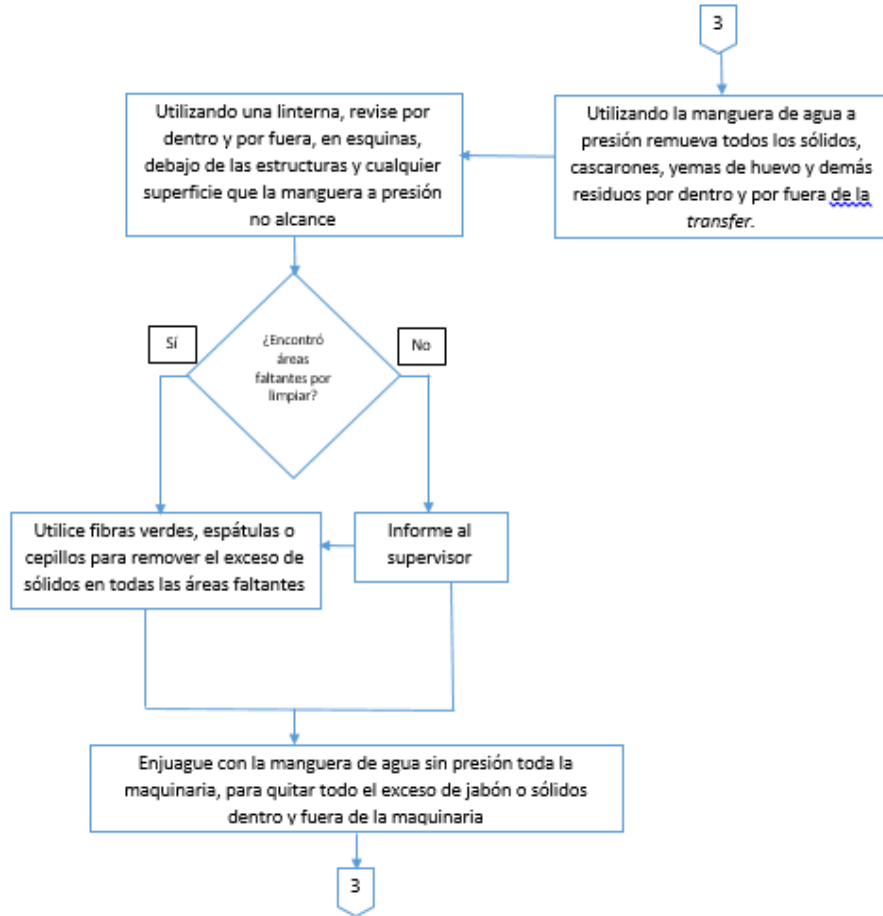 3
Utilizando la manguera de agua a
presión remueva todos los sólidos,
cascarones, yemas de huevo y demás
residuos por dentro y por fuera de la
transfer.
Utilizando una linterna, revise por
dentro y por fuera, en esquinas,
debajo de las estructuras y cualquier
superficie que la manguera a presión
no alcance
¿Encontró
áreas
faltantes por
limpiar?
Sí
No
Utilice fibras verdes, espátulas o
cepillos para remover el exceso de
sólidos en todas las áreas faltantes
Informe al
supervisor
Enjuague con la manguera de agua sin presión toda la
maquinaria, para quitar todo el exceso de jabón o sólidos
dentro y fuera de la maquinaria
3